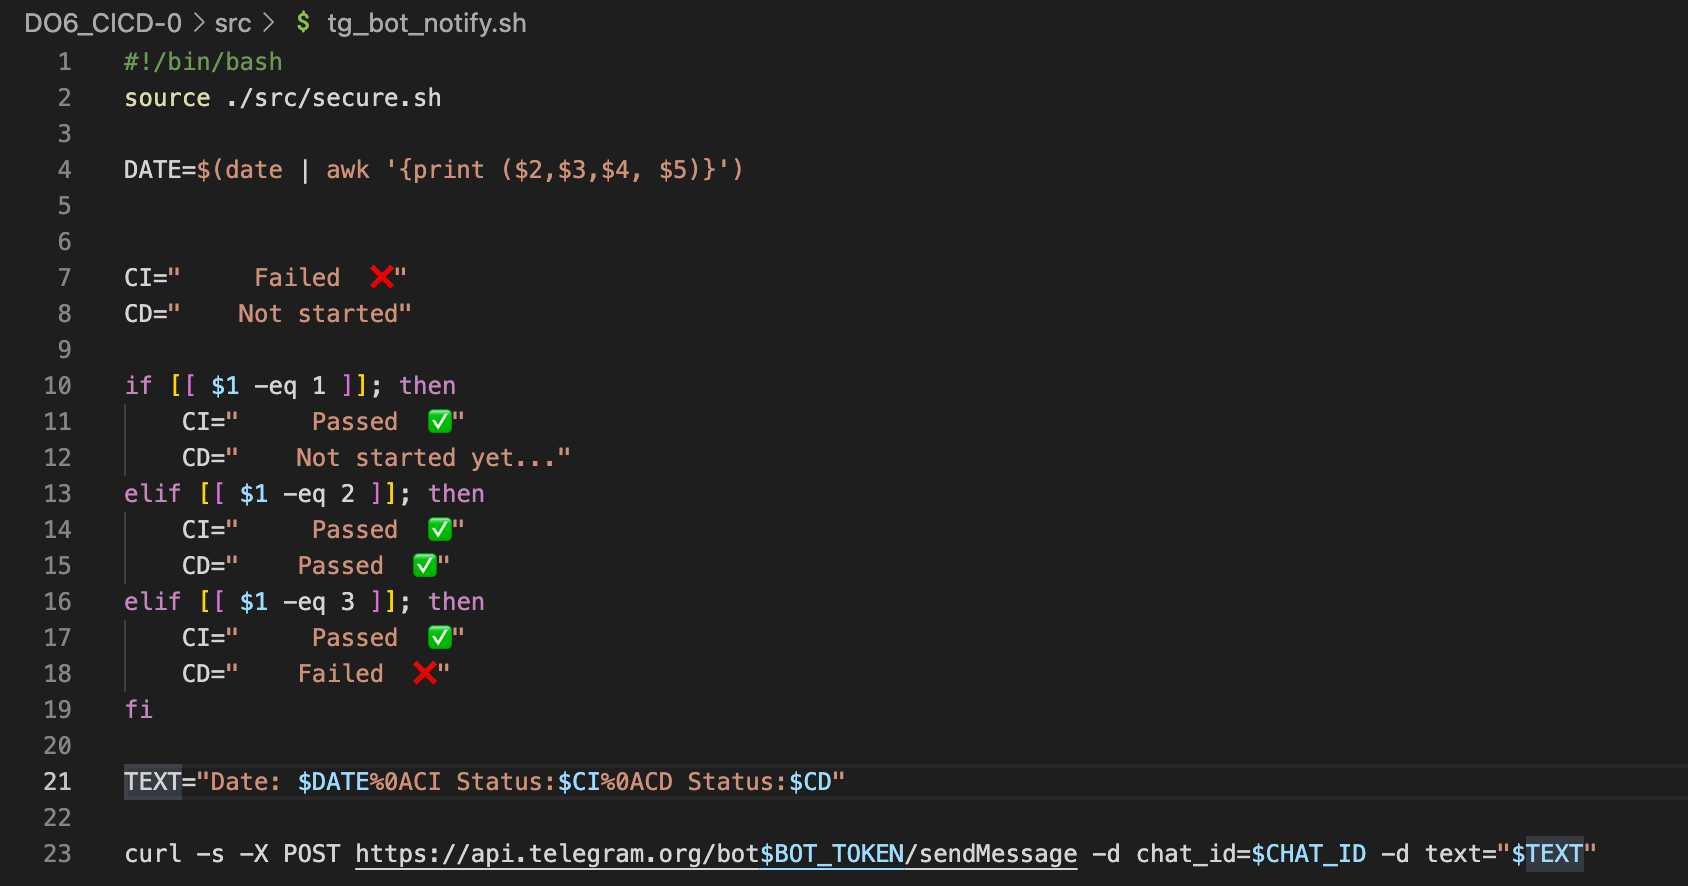 DO6_CICD-0 > src > $ tg_bot_notify.sh
1 #!/bin/bash
2 source ./src/secure.sh
3
4 DATE=$(date | awk '{print ($2,$3,$4, $5)}')
5
6
7 CI="     Failed  ❌"
8 CD="    Not started"
9
10 if [[ $1 -eq 1 ]]; then
11     CI="     Passed  ✅"
12     CD="    Not started yet..."
13 elif [[ $1 -eq 2 ]]; then
14     CI="     Passed  ✅"
15     CD="    Passed  ✅"
16 elif [[ $1 -eq 3 ]]; then
17     CI="     Passed  ✅"
18     CD="    Failed  ❌"
19 fi
20
21 TEXT="Date: $DATE%0ACI Status:$CI%0ACD Status:$CD"
22
23 curl -s -X POST https://api.telegram.org/bot$BOT_TOKEN/sendMessage -d chat_id=$CHAT_ID -d text="$TEXT"